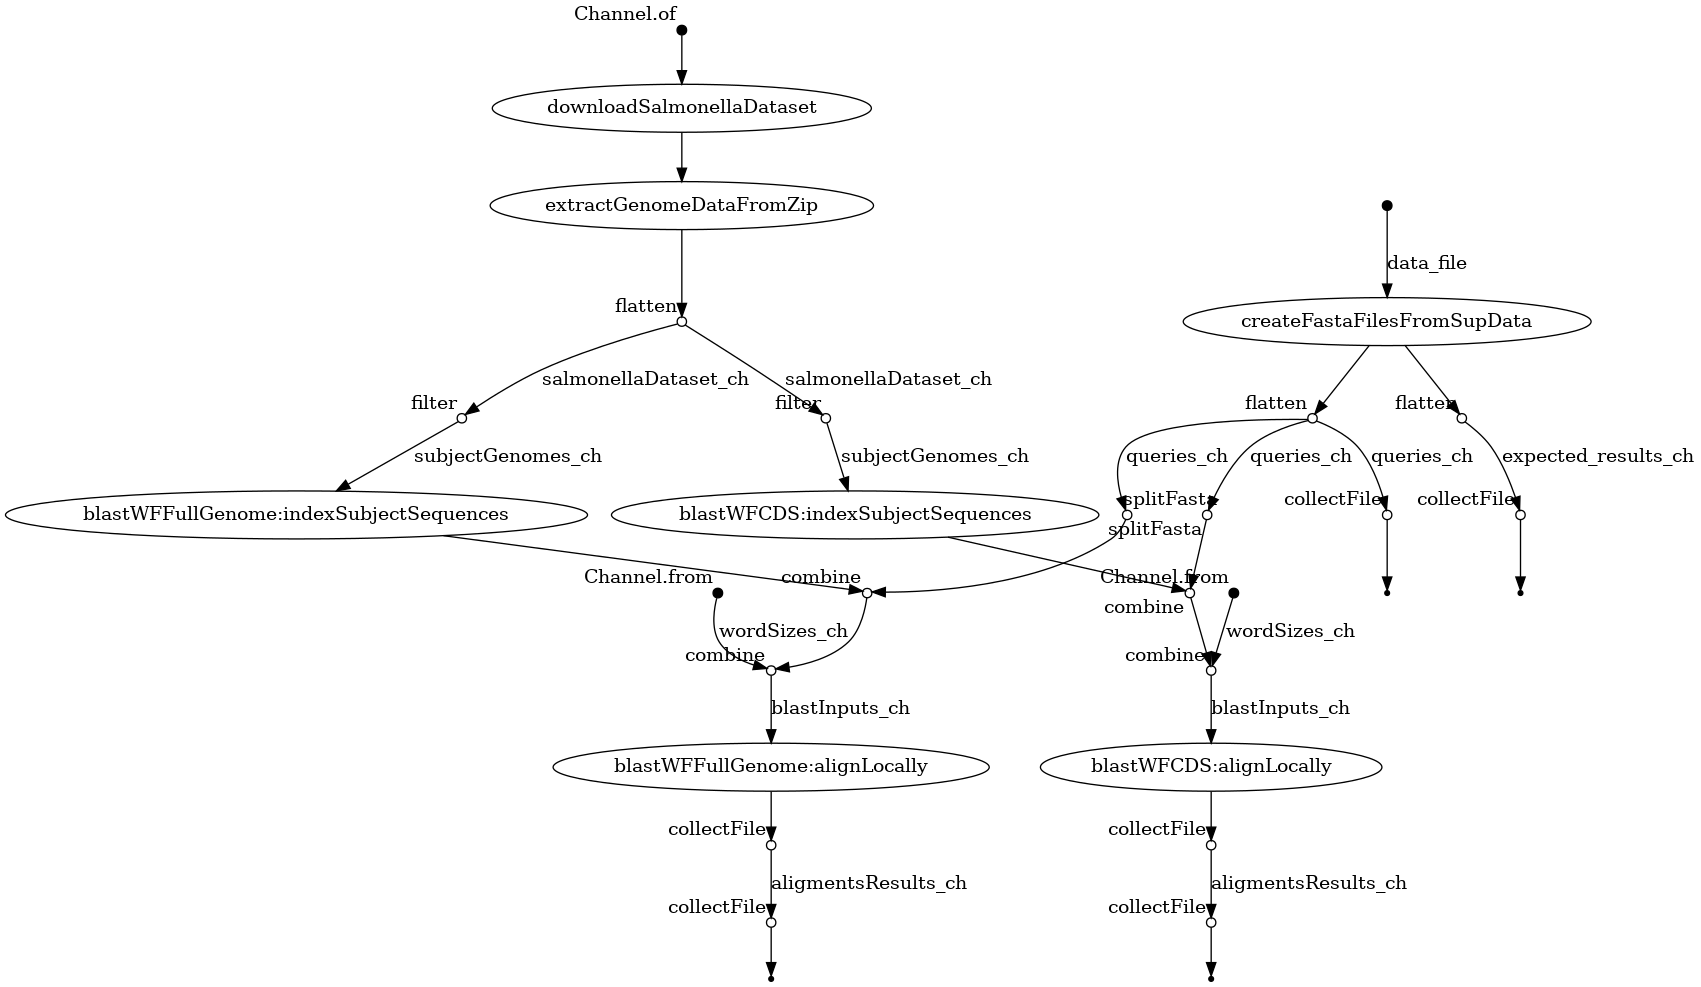 Channel.of
downloadSalmonellaDataset
extractGenomeDataFromZip
data_file
flatten
createFastaFilesFromSupData
salmonellaDataset_ch
salmonellaDataset_ch
filter
filter
flatten
flatten
subjectGenomes_ch
subjectGenomes_ch
queries_ch
queries_ch
queries_ch
expected_results_ch
splitFasta
collectFile
collectFile
blastWFFullGenome:indexSubjectSequences
blastWFCDS:indexSubjectSequences
splitFasta
Channel.from
combine
Channel.from
combine
wordSizes_ch
wordSizes_ch
combine
combine
blastInputs_ch
blastInputs_ch
blastWFFullGenome:alignLocally
blastWFCDS:alignLocally
collectFile
collectFile
aligmentsResults_ch
aligmentsResults_ch
collectFile
collectFile